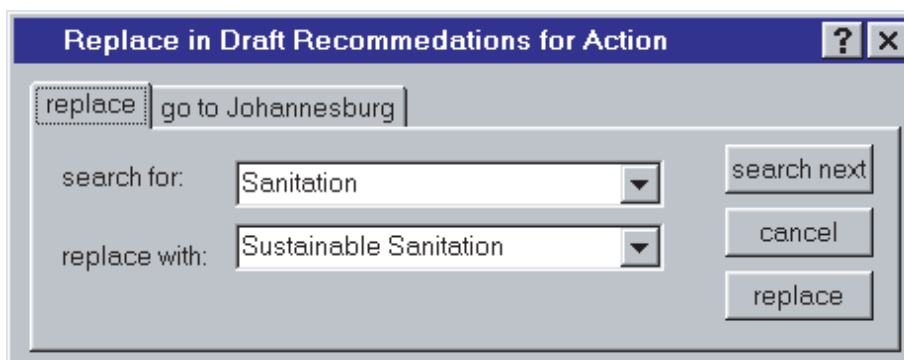 Replace in Draft Recommedations for Action ? ×
replace go to Johannesburg
search for: Sanitation search next
replace with: Sustainable Sanitation cancel
replace